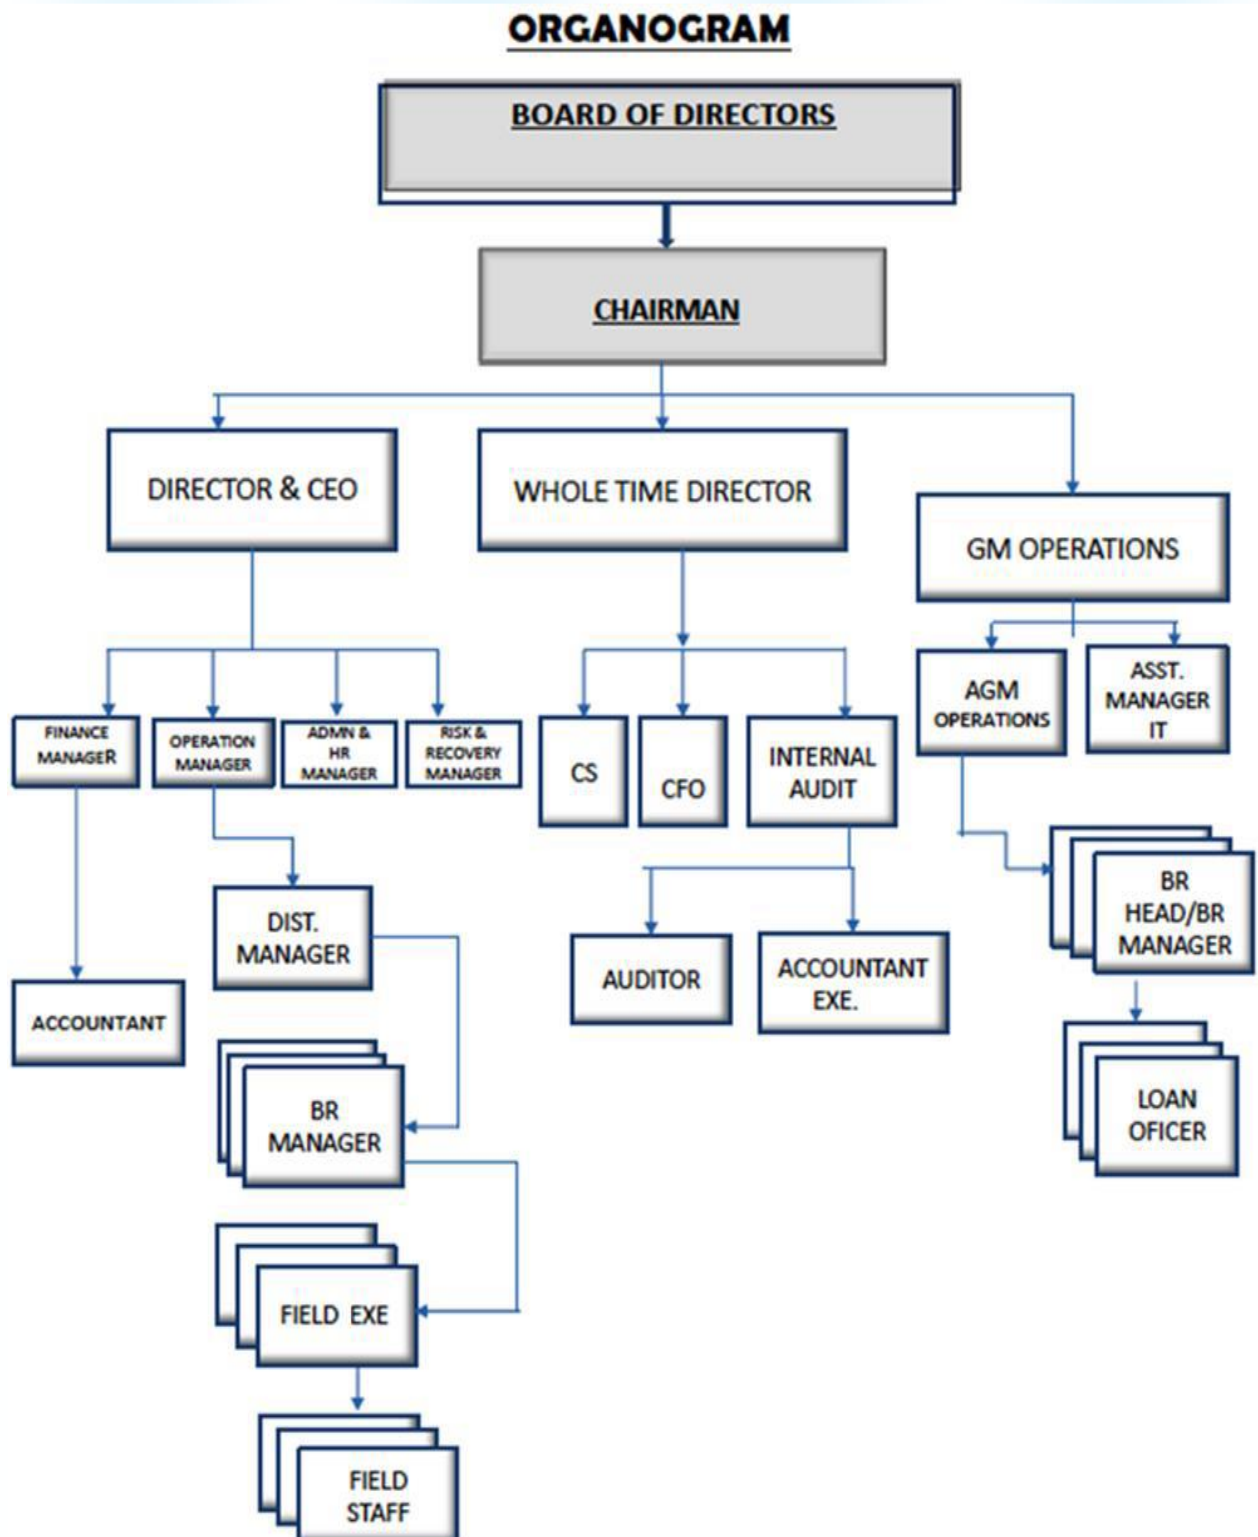 ORGANOGRAM
BOARD OF DIRECTORS
CHAIRMAN
DIRECTOR & CEO
WHOLE TIME DIRECTOR
GM OPERATIONS
FINANCE
MANAGER
OPERATION
MANAGER
ADMN &
HR
MANAGER
RISK &
RECOVERY
MANAGER
CS
CFO
INTERNAL
AUDIT
AGM
OPERATIONS
ASST.
MANAGER
IT
DIST.
MANAGER
ACCOUNTANT
AUDITOR
ACCOUNTANT
EXE.
BR
HEAD/BR
MANAGER
BR
MANAGER
LOAN
OFICER
FIELD EXE
FIELD
STAFF